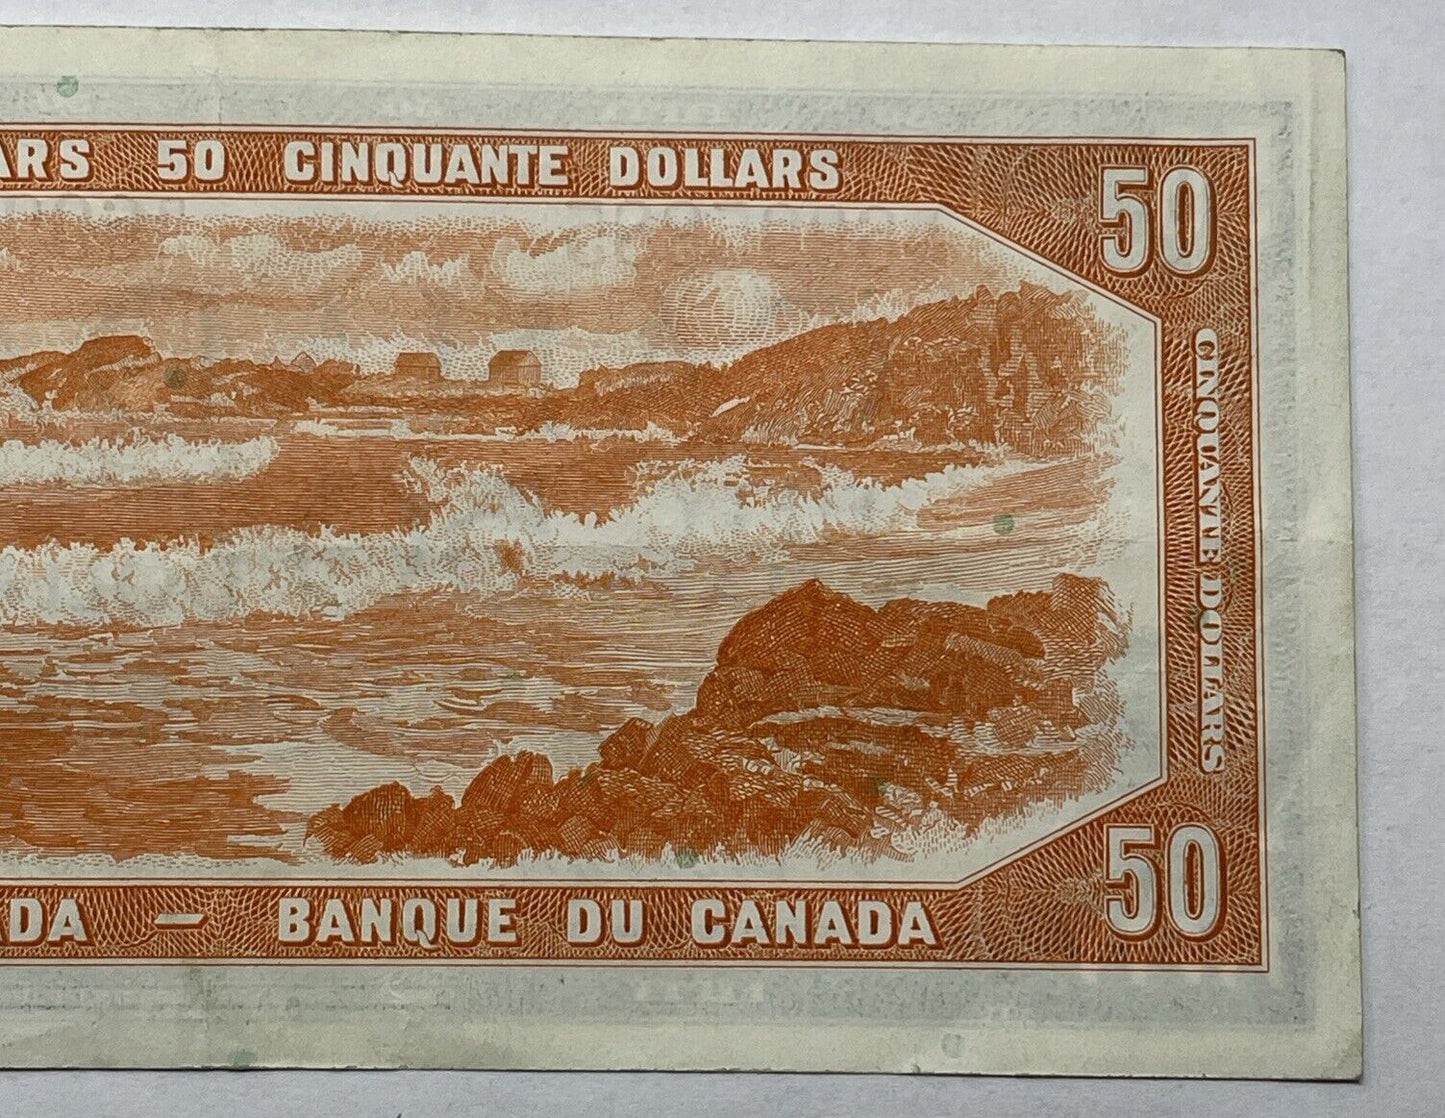 ARS 50 CINQUANTE DOLLARS
50
CINQUANTE DOLLARS
DA – BANQUE DU CANADA
50